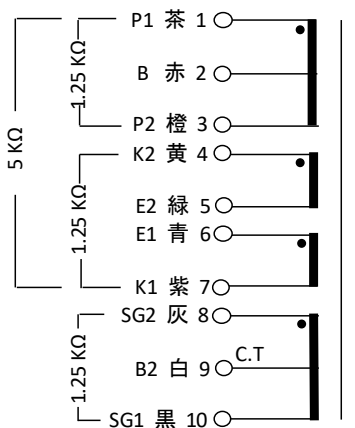 P1 茶 1
B 赤 2
P2 橙 3
K2 黄 4
E2 緑 5
E1 青 6
K1 紫 7
SG2 灰 8
B2 白 9 C.T
SG1 黒 10
5 KΩ
1.25 KΩ
1.25 KΩ
1.25 KΩ